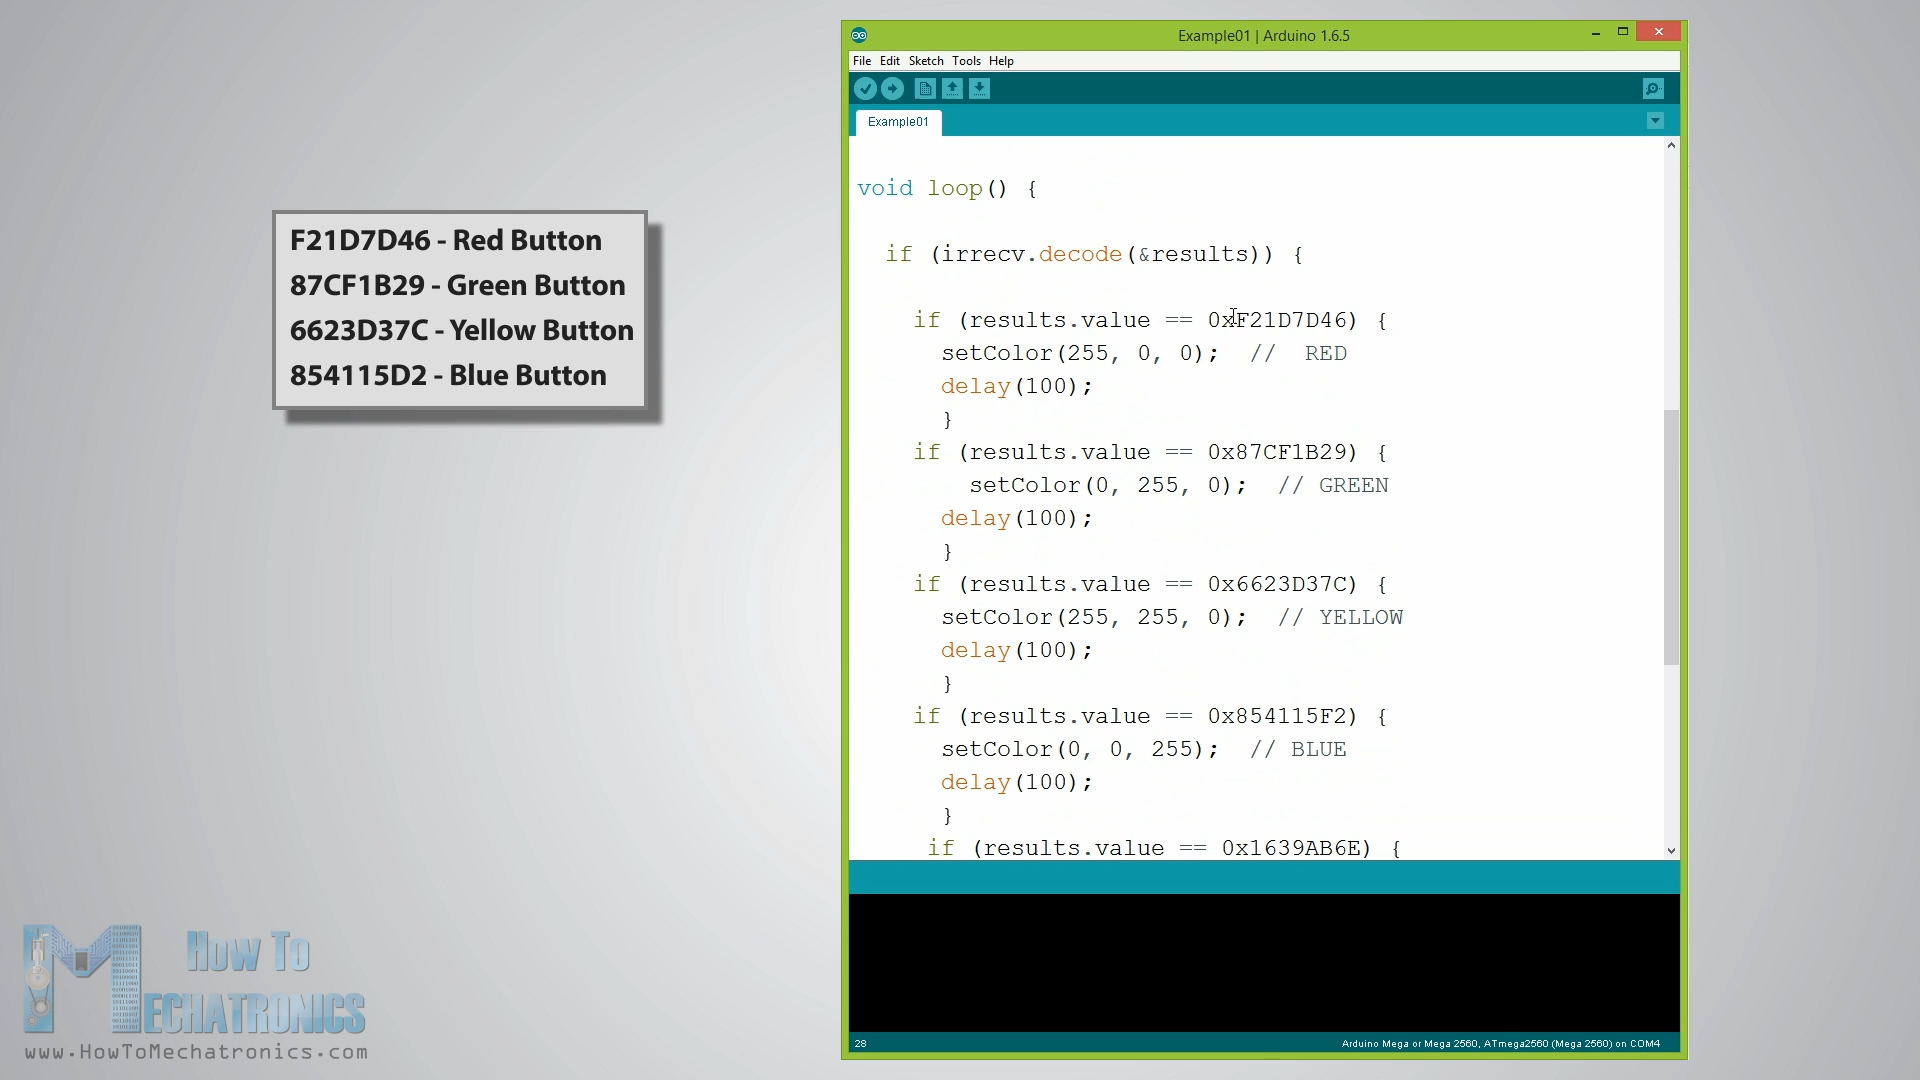 F21D7D46 - Red Button
87CF1B29 - Green Button
6623D37C - Yellow Button
854115D2 - Blue Button
Example01 | Arduino 1.6.5
File Edit Sketch Tools Help
Example01
void loop() {
if (irrecv.decode(&results)) {
if (results.value == 0xF21D7D46) {
setColor(255, 0, 0);  //  RED
delay(100);
}
if (results.value == 0x87CF1B29) {
setColor(0, 255, 0);  // GREEN
delay(100);
}
if (results.value == 0x6623D37C) {
setColor(255, 255, 0);  // YELLOW
delay(100);
}
if (results.value == 0x854115F2) {
setColor(0, 0, 255);  // BLUE
delay(100);
}
if (results.value == 0x1639AB6E) {
28
Arduino Mega or Mega 2560, ATmega2560 (Mega 2560) on COM4
How To
MECHATRONICS
www.HowToMechatronics.com